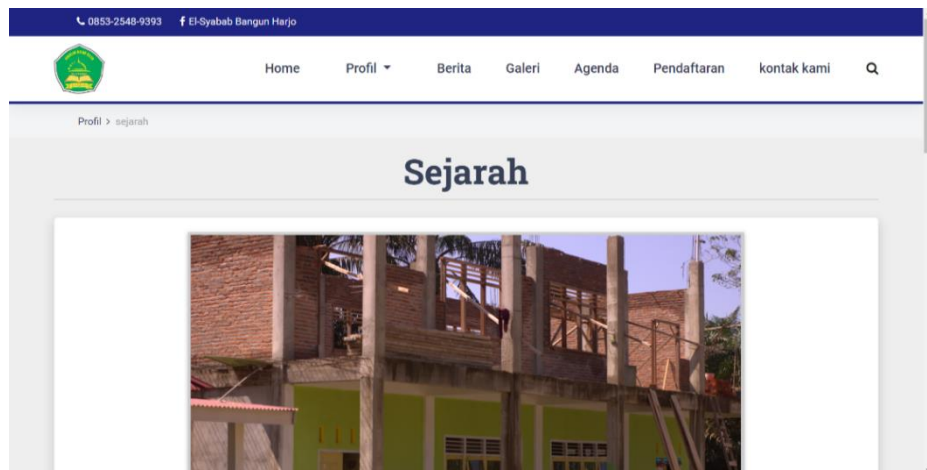 0853-2548-9393 El-Syabab Bangun Harjo
Home Profil Berita Galeri Agenda Pendaftaran kontak kami
Profil > sejarah
Sejarah